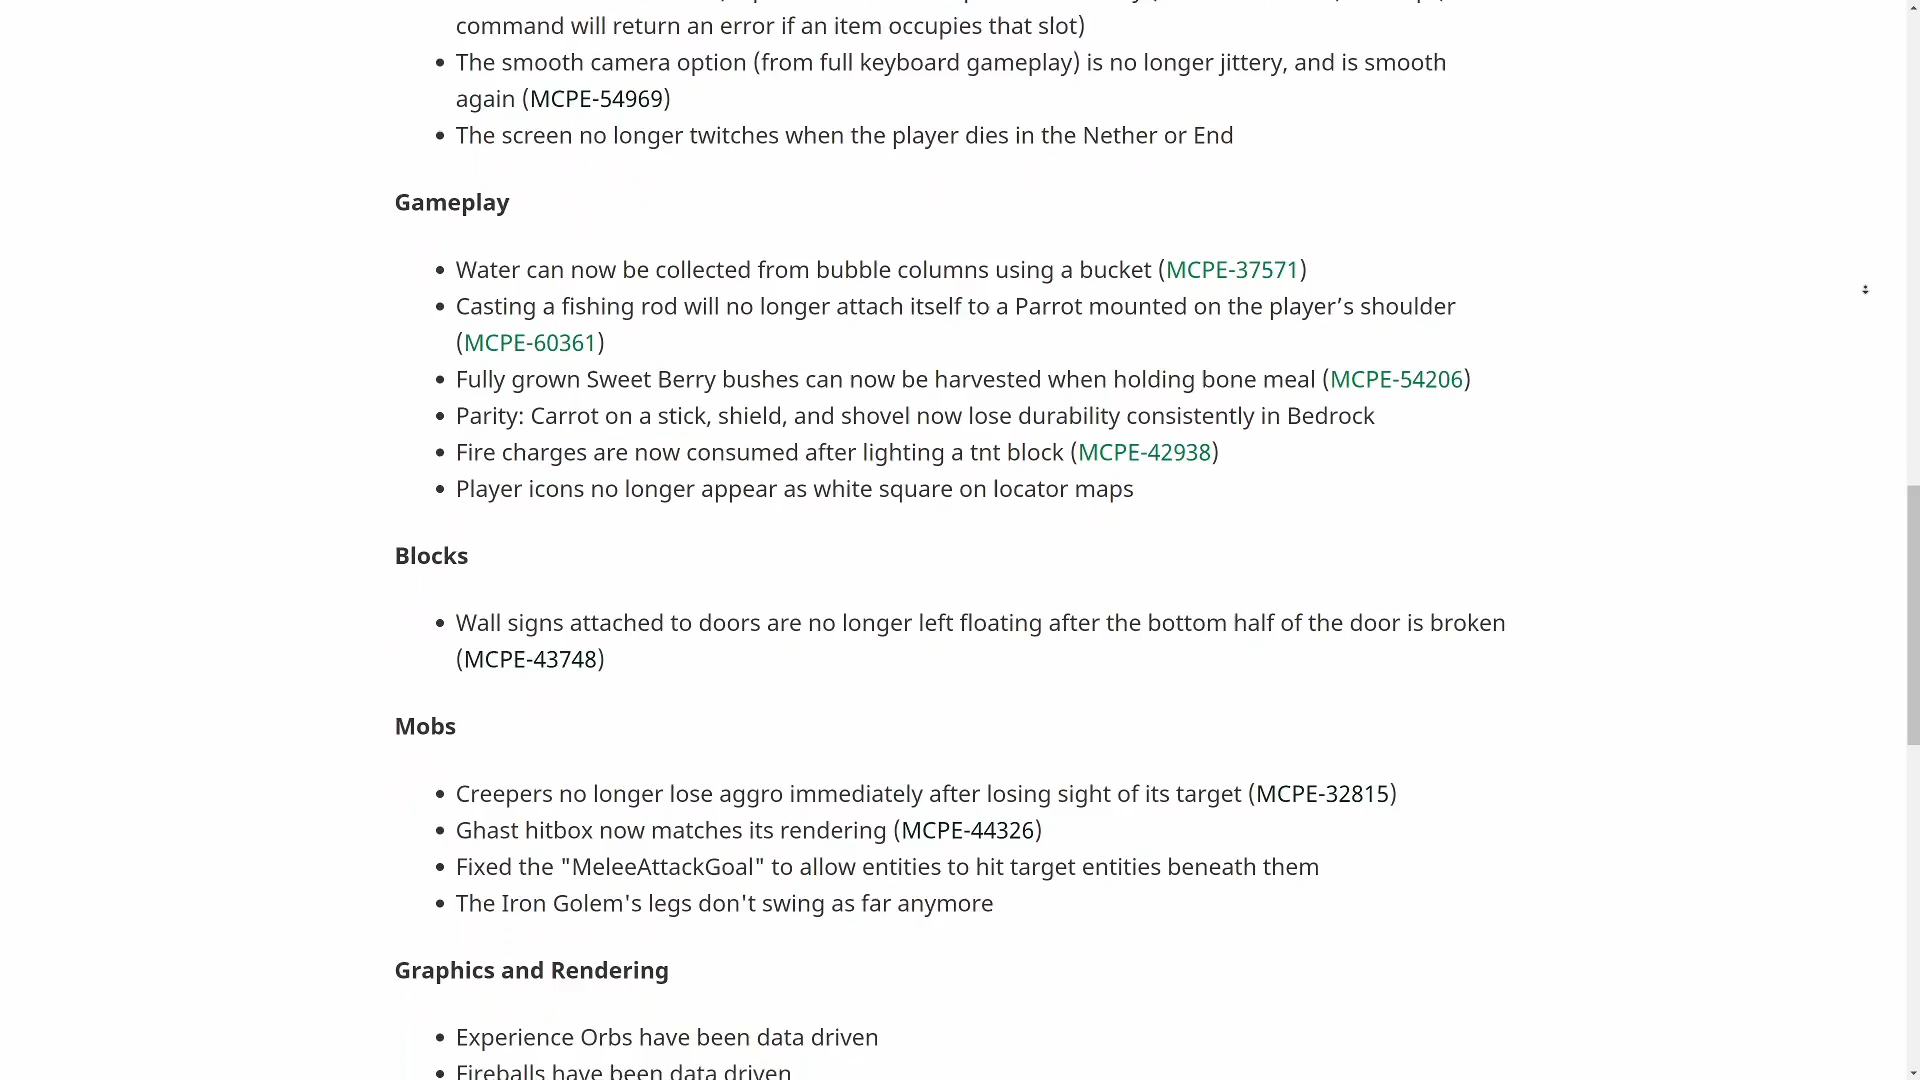 command will return an error if an item occupies that slot)
• The smooth camera option (from full keyboard gameplay) is no longer jittery, and is smooth
again (MCPE-54969)
• The screen no longer twitches when the player dies in the Nether or End
Gameplay
• Water can now be collected from bubble columns using a bucket (MCPE-37571)
• Casting a fishing rod will no longer attach itself to a Parrot mounted on the player’s shoulder
(MCPE-60361)
• Fully grown Sweet Berry bushes can now be harvested when holding bone meal (MCPE-54206)
• Parity: Carrot on a stick, shield, and shovel now lose durability consistently in Bedrock
• Fire charges are now consumed after lighting a tnt block (MCPE-42938)
• Player icons no longer appear as white square on locator maps
Blocks
• Wall signs attached to doors are no longer left floating after the bottom half of the door is broken
(MCPE-43748)
Mobs
• Creepers no longer lose aggro immediately after losing sight of its target (MCPE-32815)
• Ghast hitbox now matches its rendering (MCPE-44326)
• Fixed the "MeleeAttackGoal" to allow entities to hit target entities beneath them
• The Iron Golem's legs don't swing as far anymore
Graphics and Rendering
• Experience Orbs have been data driven
• Fireballs have been data driven